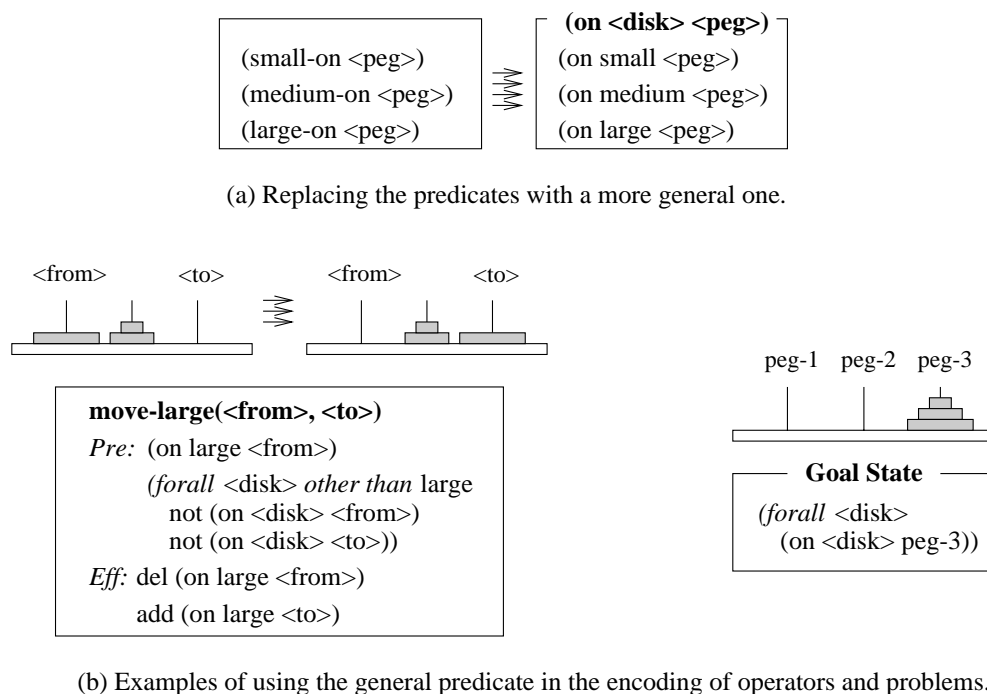 (on <disk> <peg>)
(small-on <peg>)
(medium-on <peg>)
(large-on <peg>)
(on small <peg>)
(on medium <peg>)
(on large <peg>)
(a) Replacing the predicates with a more general one.
<from> <to> <from> <to>
move-large(<from>, <to>)
Pre: (on large <from>)
(forall <disk> other than large
not (on <disk> <from>)
not (on <disk> <to>))
Eff: del (on large <from>)
add (on large <to>)
peg-1 peg-2 peg-3
Goal State
(forall <disk>
(on <disk> peg-3))
(b) Examples of using the general predicate in the encoding of operators and problems.